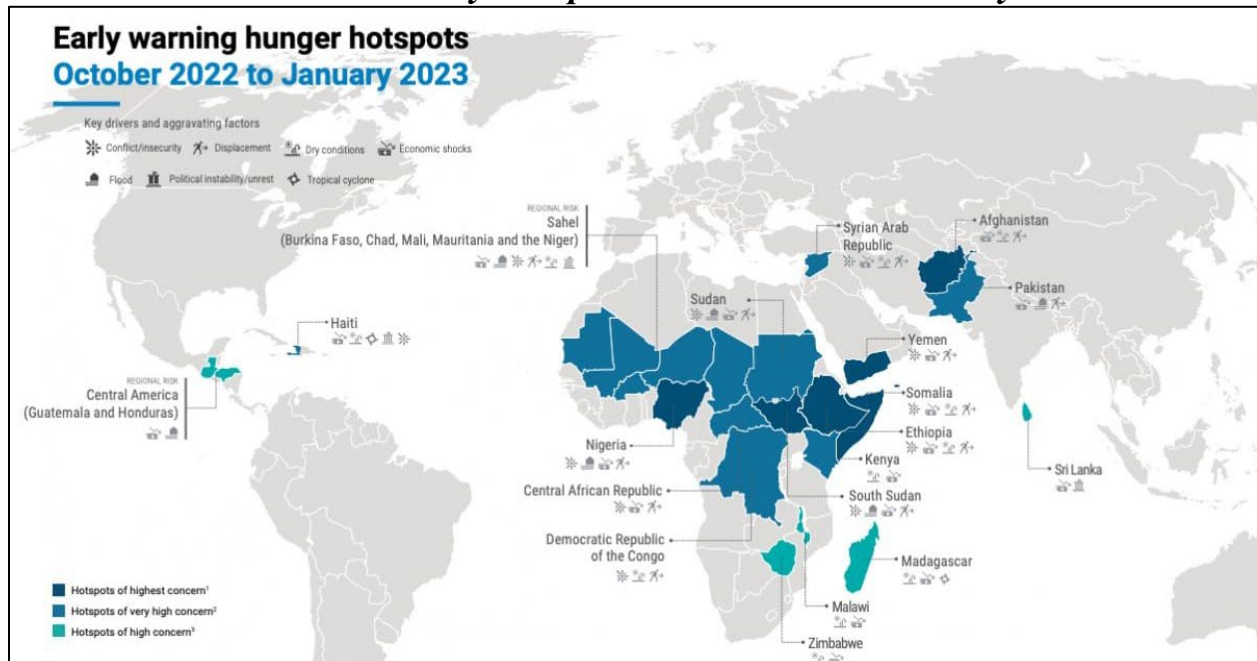 Early warning hunger hotspots
October 2022 to January 2023
Key drivers and aggravating factors
Conflict/insecurity Displacement Dry conditions Economic shocks
Flood Political instability/unrest Tropical cyclone
REGIONAL RISK
Sahel
(Burkina Faso, Chad, Mali, Mauritania and the Niger)
Syrian Arab
Republic
Afghanistan
Pakistan
Sudan
Haiti
Yemen
REGIONAL RISK
Central America
(Guatemala and Honduras)
Somalia
Ethiopia
Nigeria
Kenya
Sri Lanka
Central African Republic
South Sudan
Democratic Republic
of the Congo
Madagascar
Malawi
Zimbabwe
Hotspots of highest concern¹
Hotspots of very high concern²
Hotspots of high concern³